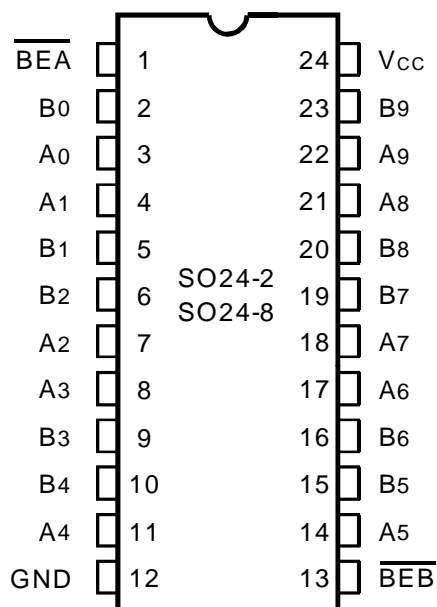 BEA 1 24 VCC
B0 2 23 B9
A0 3 22 A9
A1 4 21 A8
B1 5 20 B8
SO24-2
B2 6 19 B7
SO24-8
A2 7 18 A7
A3 8 17 A6
B3 9 16 B6
B4 10 15 B5
A4 11 14 A5
GND 12 13 BEB